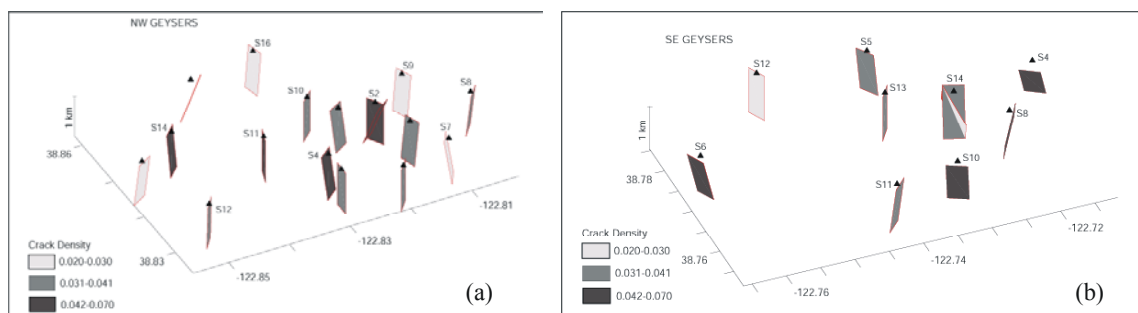 NW GEYSERS
S16
S9
S8
S10
S2
S14
S11
S7
S4
S12
1 km
38.86
38.83
-122.81
-122.83
-122.85
Crack Density
0.020-0.030
0.031-0.041
0.042-0.070
(a)
SE GEYSERS
S5
S4
S12
S13
S14
S8
S6
S10
S11
1 km
38.78
38.76
-122.72
-122.74
-122.76
Crack Density
0.020-0.030
0.031-0.041
0.042-0.070
(b)